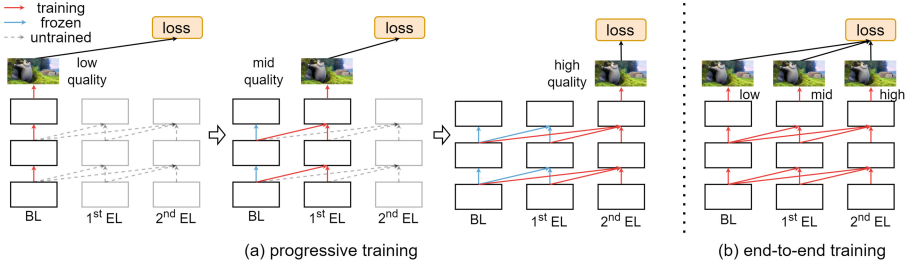 training
frozen
untrained
loss
low
quality
BL
1st EL
2nd EL
loss
mid
quality
BL
1st EL
2nd EL
loss
high
quality
BL
1st EL
2nd EL
(a) progressive training
loss
low
mid
high
BL
1st EL
2nd EL
(b) end-to-end training